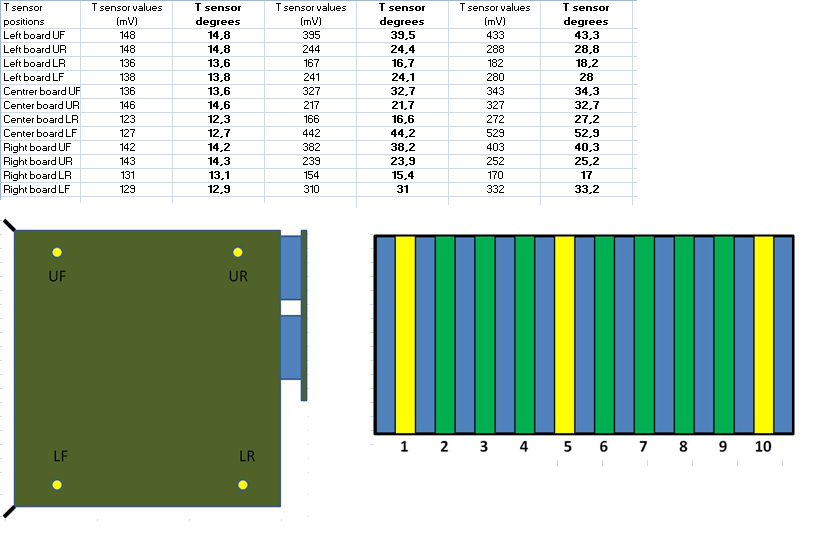 T sensor positions T sensor values (mV) T sensor degrees T sensor values (mV) T sensor degrees T sensor values (mV) T sensor degrees
Left board UF 148 14,8 395 39,5 433 43,3
Left board UR 148 14,8 244 24,4 288 28,8
Left board LR 136 13,6 167 16,7 182 18,2
Left board LF 138 13,8 241 24,1 280 28
Centrer board UF 136 13,6 327 32,7 343 34,3
Center board UR 146 14,6 217 21,7 327 32,7
Center board LR 123 12,3 166 16,6 272 27,2
Center board LF 127 12,7 442 44,2 529 52,9
Right board UF 142 14,2 382 38,2 403 40,3
Right board UR 143 14,3 239 23,9 252 25,2
Right board LR 131 13,1 154 15,4 170 17
Right board LF 129 12,9 310 31 332 33,2
UF UR
LF LR
1 2 3 4 5 6 7 8 9 10